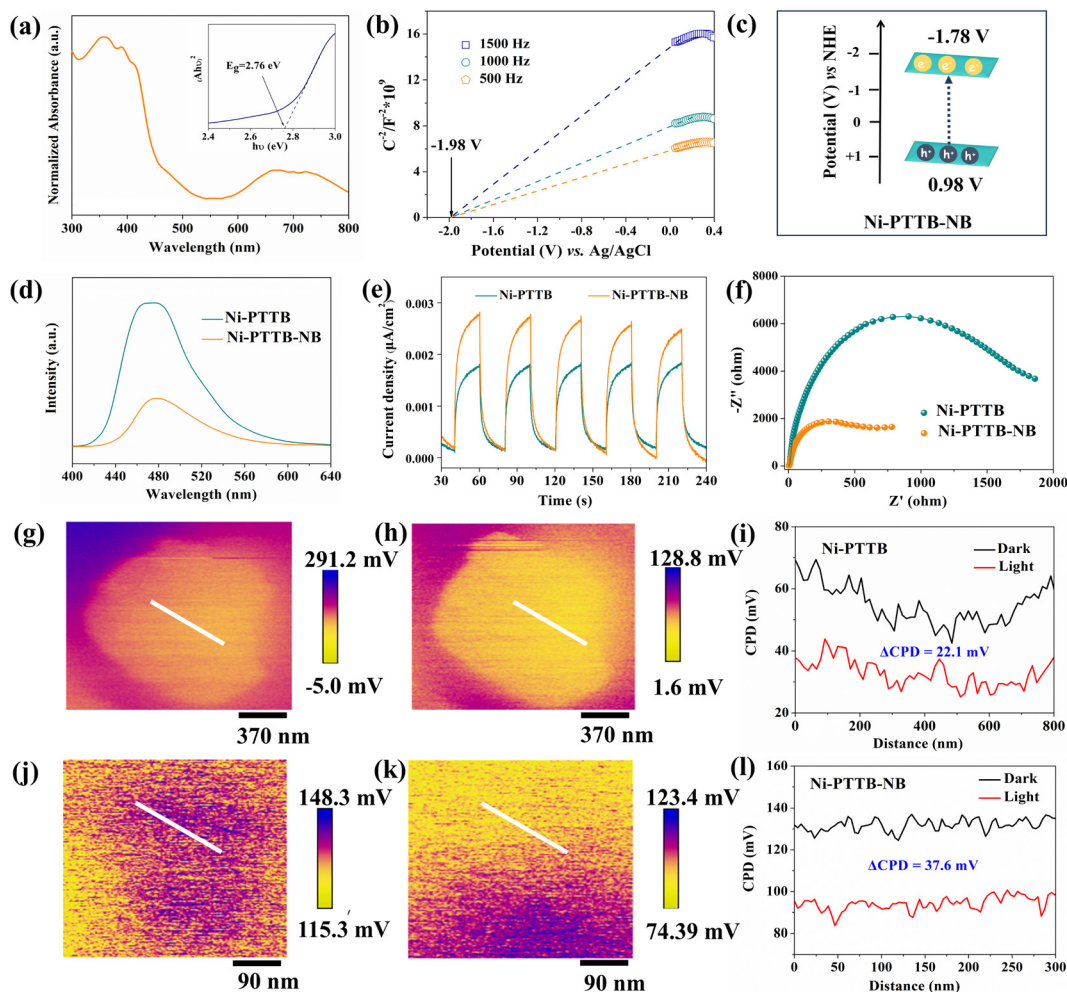 (a)
Normalized Absorbance (a.u.)
(Ahυ)²
E_g=2.76 eV
2.4 2.6 2.8 3.0
hυ (eV)
300 400 500 600 700 800
Wavelength (nm)
(b)
C⁻²/F⁻²*10⁹
16
12
8
4
0
1500 Hz
1000 Hz
500 Hz
-1.98 V
-2.0 -1.6 -1.2 -0.8 -0.4 0.0 0.4
Potential (V) vs. Ag/AgCl
(c)
Potential (V) vs NHE
-2
-1
0
+1
-1.78 V
e⁻ e⁻ e⁻
h⁺ h⁺ h⁺
0.98 V
Ni-PTTB-NB
(d)
Intensity (a.u.)
Ni-PTTB
Ni-PTTB-NB
400 440 480 520 560 600 640
Wavelength (nm)
(e)
Current density (μA/cm²)
0.003
0.002
0.001
0.000
Ni-PTTB
Ni-PTTB-NB
30 60 90 120 150 180 210 240
Time (s)
(f)
-Z" (ohm)
8000
6000
4000
2000
0
Ni-PTTB
Ni-PTTB-NB
0 500 1000 1500 2000
Z' (ohm)
(g)
291.2 mV
-5.0 mV
370 nm
(h)
128.8 mV
1.6 mV
370 nm
(i)
CPD (mV)
80
60
40
20
Ni-PTTB
Dark
Light
ΔCPD = 22.1 mV
0 200 400 600 800
Distance (nm)
(j)
148.3 mV
115.3 mV
90 nm
(k)
123.4 mV
74.39 mV
90 nm
(l)
CPD (mV)
160
140
120
100
80
60
Ni-PTTB-NB
Dark
Light
ΔCPD = 37.6 mV
0 50 100 150 200 250 300
Distance (nm)